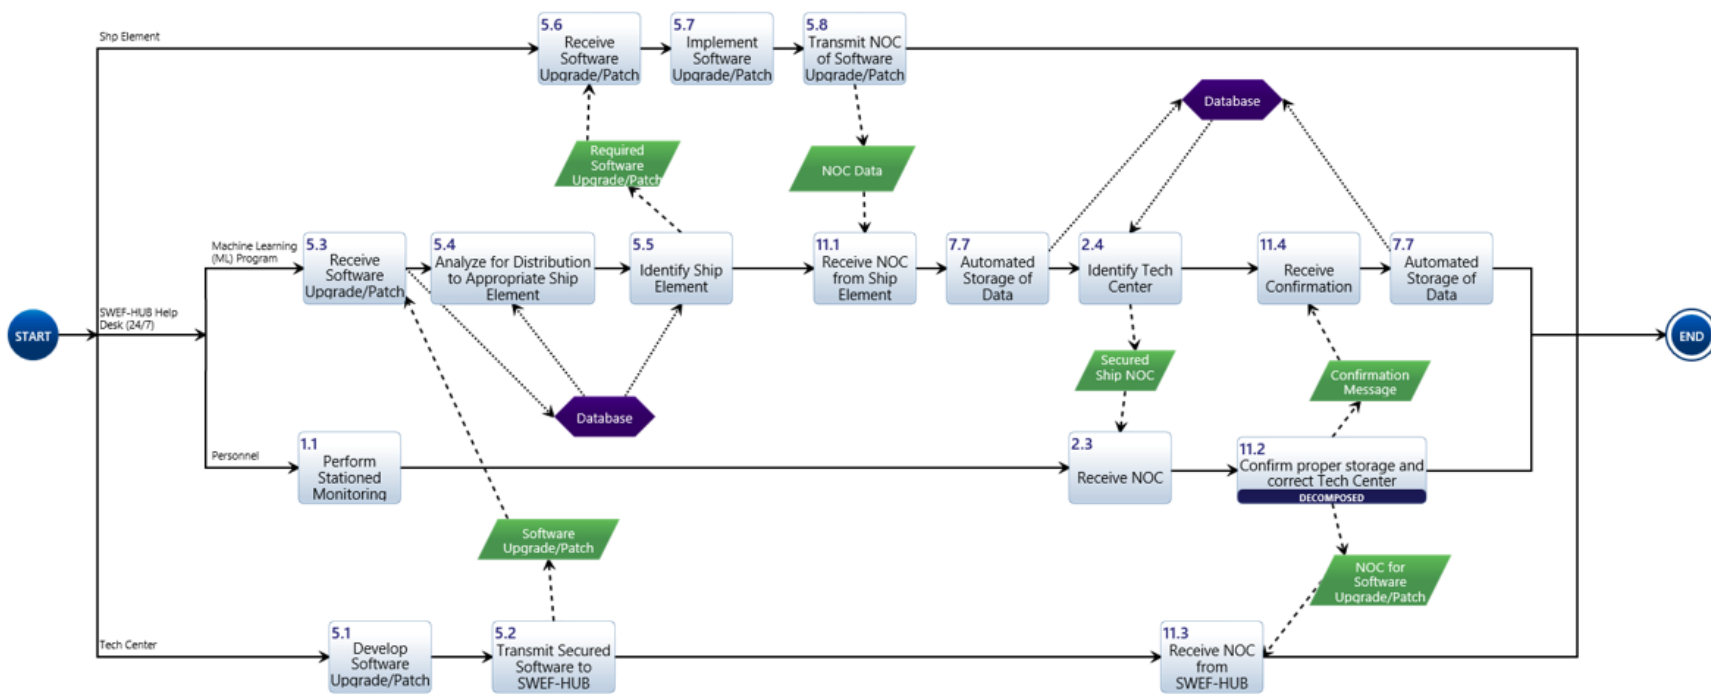 Shp Element
5.6
Receive
Software
Upgrade/Patch
5.7
Implement
Software
Upgrade/Patch
5.8
Transmit NOC
of Software
Upgrade/Patch
Database
Required
Software
Upgrade/Patch
NOC Data
Machine Learning
(ML) Program
5.3
Receive
Software
Upgrade/Patch
5.4
Analyze for Distribution
to Appropriate Ship
Element
5.5
Identify Ship
Element
11.1
Receive NOC
from Ship
Element
7.7
Automated
Storage of
Data
2.4
Identify Tech
Center
11.4
Receive
Confirmation
7.7
Automated
Storage of
Data
START
SWEF-HUB Help
Desk (24/7)
END
Secured
Ship NOC
Confirmation
Message
Database
Personnel
1.1
Perform
Stationed
Monitoring
2.3
Receive NOC
11.2
Confirm proper storage and
correct Tech Center
DECOMPOSED
Software
Upgrade/Patch
NOC for
Software
Upgrade/Patch
Tech Center
5.1
Develop
Software
Upgrade/Patch
5.2
Transmit Secured
Software to
SWEF-HUB
11.3
Receive NOC
from
SWEF-HUB